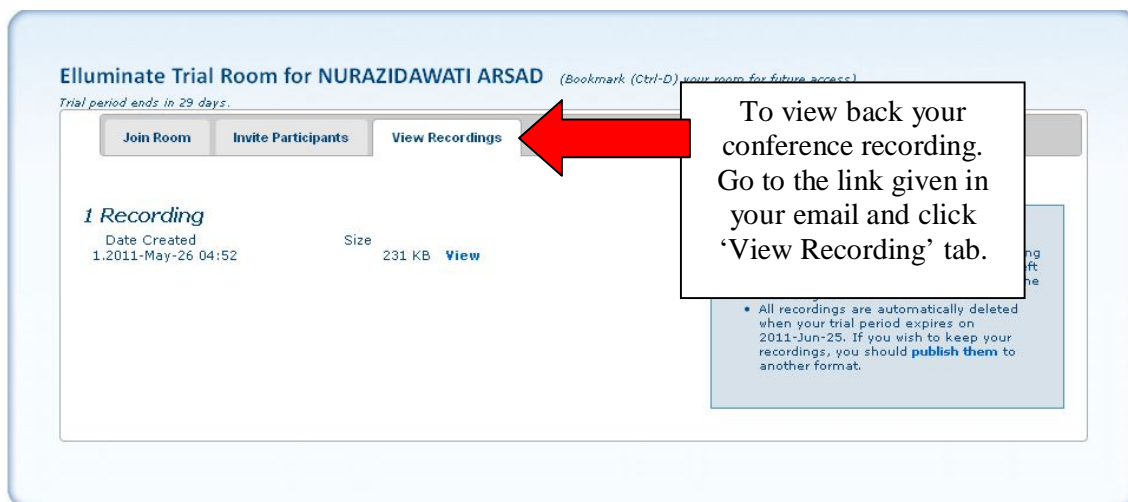 Elluminate Trial Room for NURAZIDAWATI ARSAD (Bookmark (Ctrl-D) your room for future access)
Trial period ends in 29 days.
Join Room Invite Participants View Recordings
To view back your
conference recording.
Go to the link given in
your email and click
‘View Recording’ tab.
1 Recording
Date Created Size
1.2011-May-26 04:52 231 KB View
• All recordings are automatically deleted
when your trial period expires on
2011-Jun-25. If you wish to keep your
recordings, you should publish them to
another format.